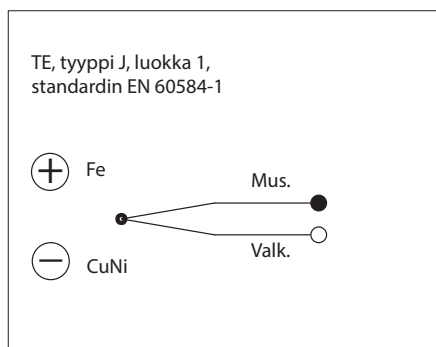 TE, tyyppi J, luokka 1,
standardin EN 60584-1
+ Fe
Mus.
Valk.
− CuNi